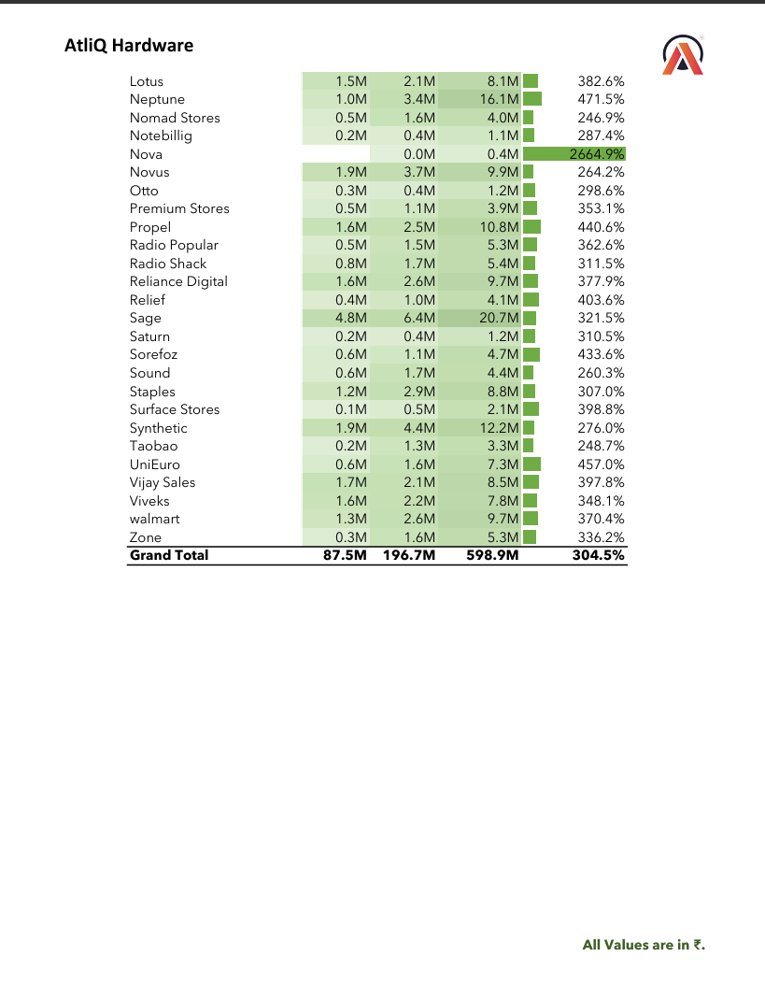 AtliQ Hardware
Lotus 1.5M 2.1M 8.1M 382.6%
Neptune 1.0M 3.4M 16.1M 471.5%
Nomad Stores 0.5M 1.6M 4.0M 246.9%
Notebillig 0.2M 0.4M 1.1M 287.4%
Nova 0.0M 0.4M 2664.9%
Novus 1.9M 3.7M 9.9M 264.2%
Otto 0.3M 0.4M 1.2M 298.6%
Premium Stores 0.5M 1.1M 3.9M 353.1%
Propel 1.6M 2.5M 10.8M 440.6%
Radio Popular 0.5M 1.5M 5.3M 362.6%
Radio Shack 0.8M 1.7M 5.4M 311.5%
Reliance Digital 1.6M 2.6M 9.7M 377.9%
Relief 0.4M 1.0M 4.1M 403.6%
Sage 4.8M 6.4M 20.7M 321.5%
Saturn 0.2M 0.4M 1.2M 310.5%
Sorefoz 0.6M 1.1M 4.7M 433.6%
Sound 0.6M 1.7M 4.4M 260.3%
Staples 1.2M 2.9M 8.8M 307.0%
Surface Stores 0.1M 0.5M 2.1M 398.8%
Synthetic 1.9M 4.4M 12.2M 276.0%
Taobao 0.2M 1.3M 3.3M 248.7%
UniEuro 0.6M 1.6M 7.3M 457.0%
Vijay Sales 1.7M 2.1M 8.5M 397.8%
Viveks 1.6M 2.2M 7.8M 348.1%
walmart 1.3M 2.6M 9.7M 370.4%
Zone 0.3M 1.6M 5.3M 336.2%
Grand Total 87.5M 196.7M 598.9M 304.5%
All Values are in ₹.